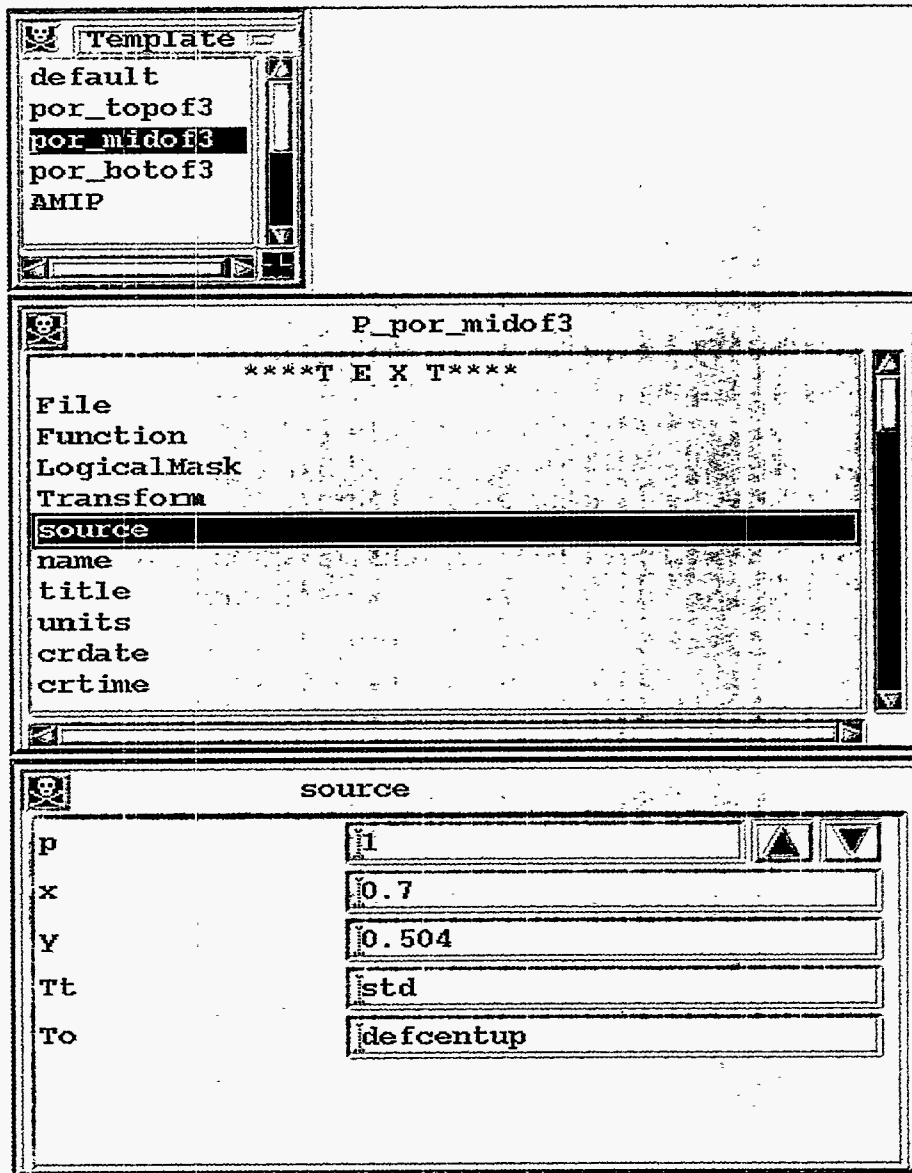 Template
default
por_topof3
por_midof3
por_botof3
AMIP
P_por_midof3
****T E X T****
File
Function
LogicalMask
Transform
source
name
title
units
crdate
crtime
source
p 1
x 0.7
y 0.504
Tt std
To defcentup